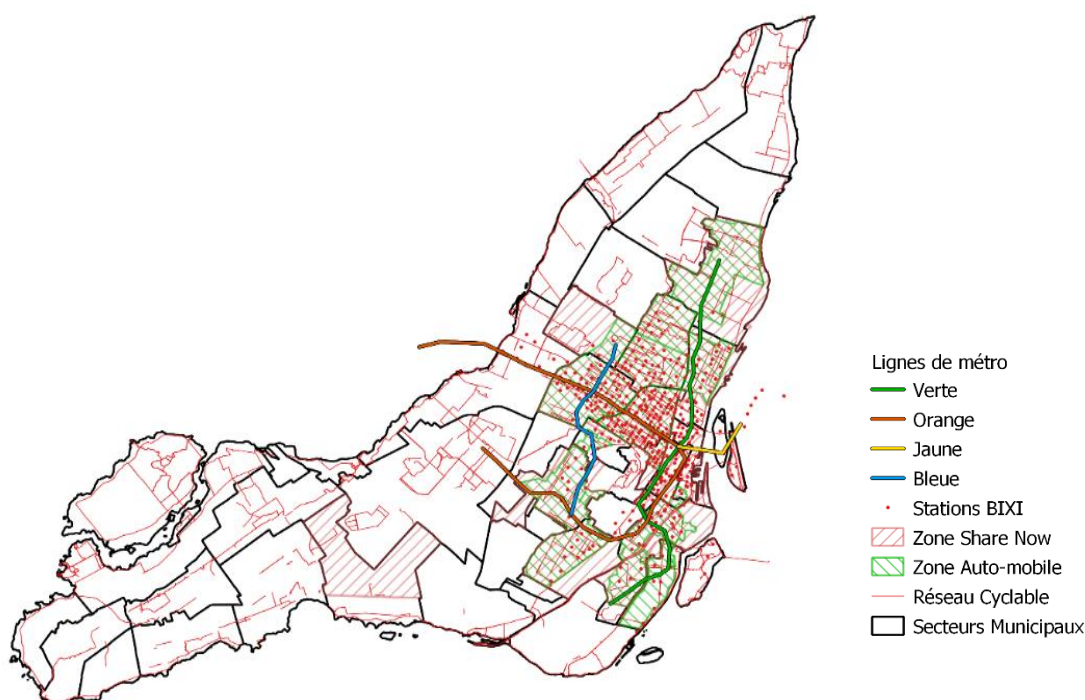 Lignes de métro
Verte
Orange
Jaune
Bleue
Stations BIXI
Zone Share Now
Zone Auto-mobile
Réseau Cyclable
Secteurs Municipaux